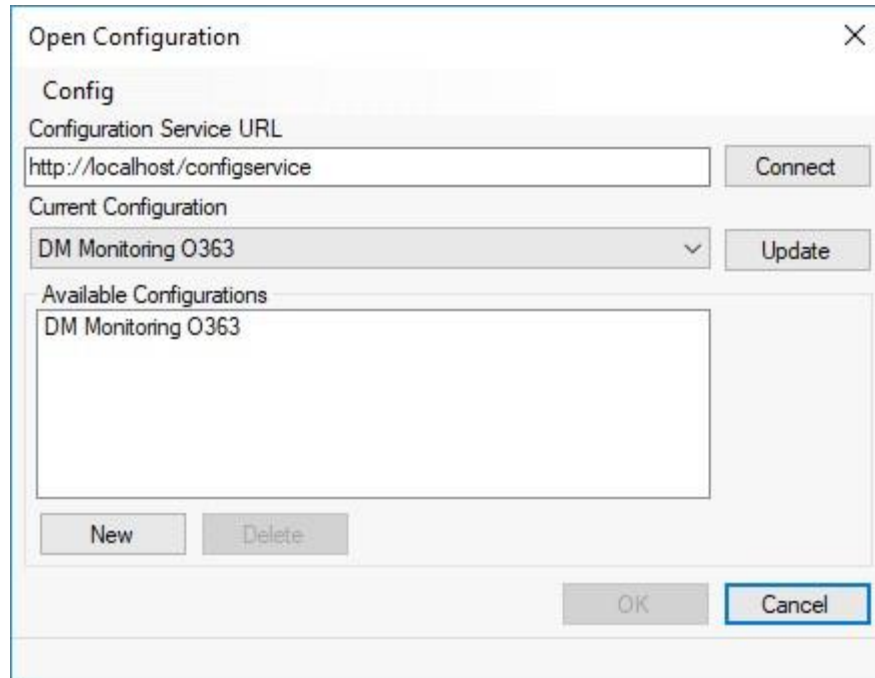 Open Configuration
Config
Configuration Service URL
http://localhost/configservice
Connect
Current Configuration
DM Monitoring O363
Update
Available Configurations
DM Monitoring O363
New
Delete
OK
Cancel